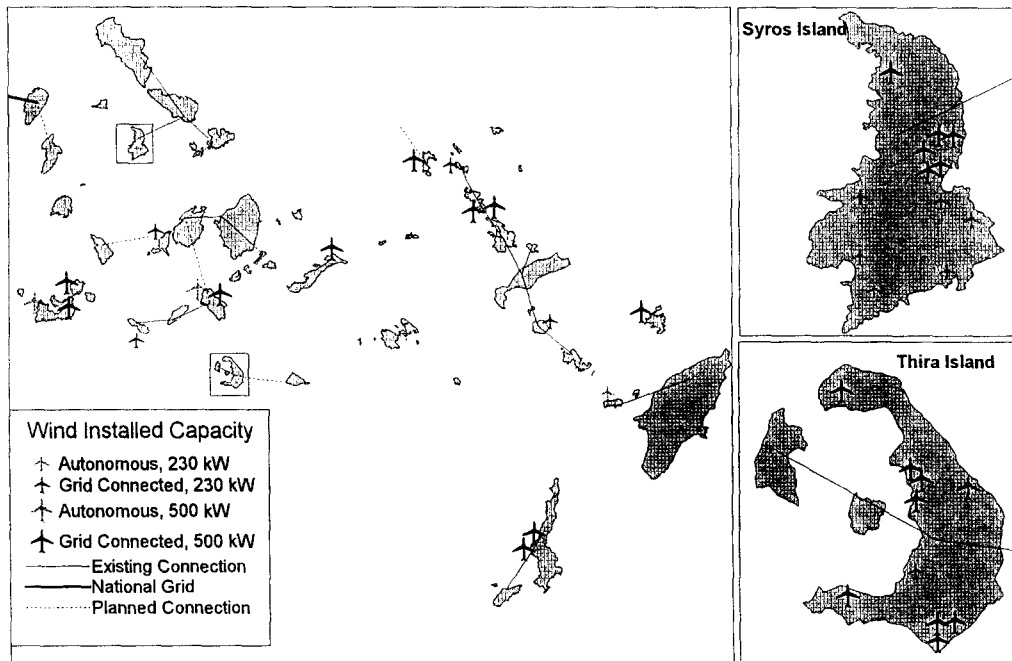 Syros Island
Thira Island
Wind Installed Capacity
Autonomous, 230 kW
Grid Connected, 230 kW
Autonomous, 500 kW
Grid Connected, 500 kW
Existing Connection
National Grid
Planned Connection